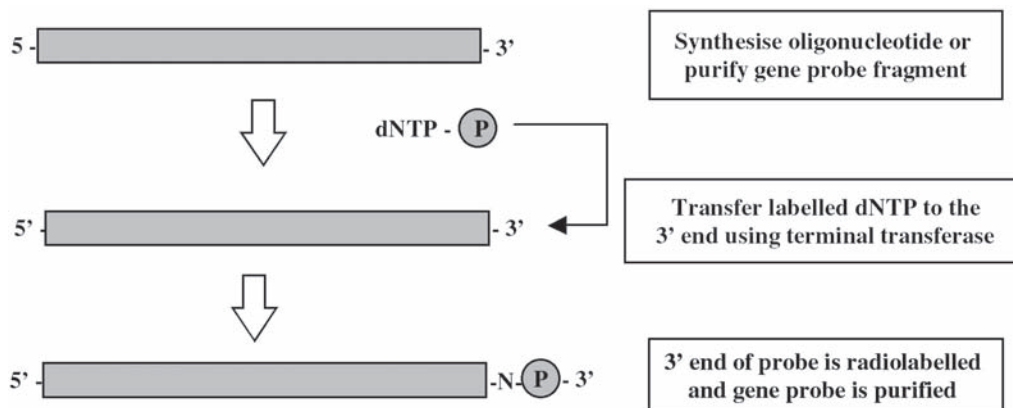 5 - - 3’
Synthesise oligonucleotide or
purify gene probe fragment
dNTP - P
5’ - - 3’
Transfer labelled dNTP to the
3’ end using terminal transferase
5’ - -N- P - 3’
3’ end of probe is radiolabelled
and gene probe is purified